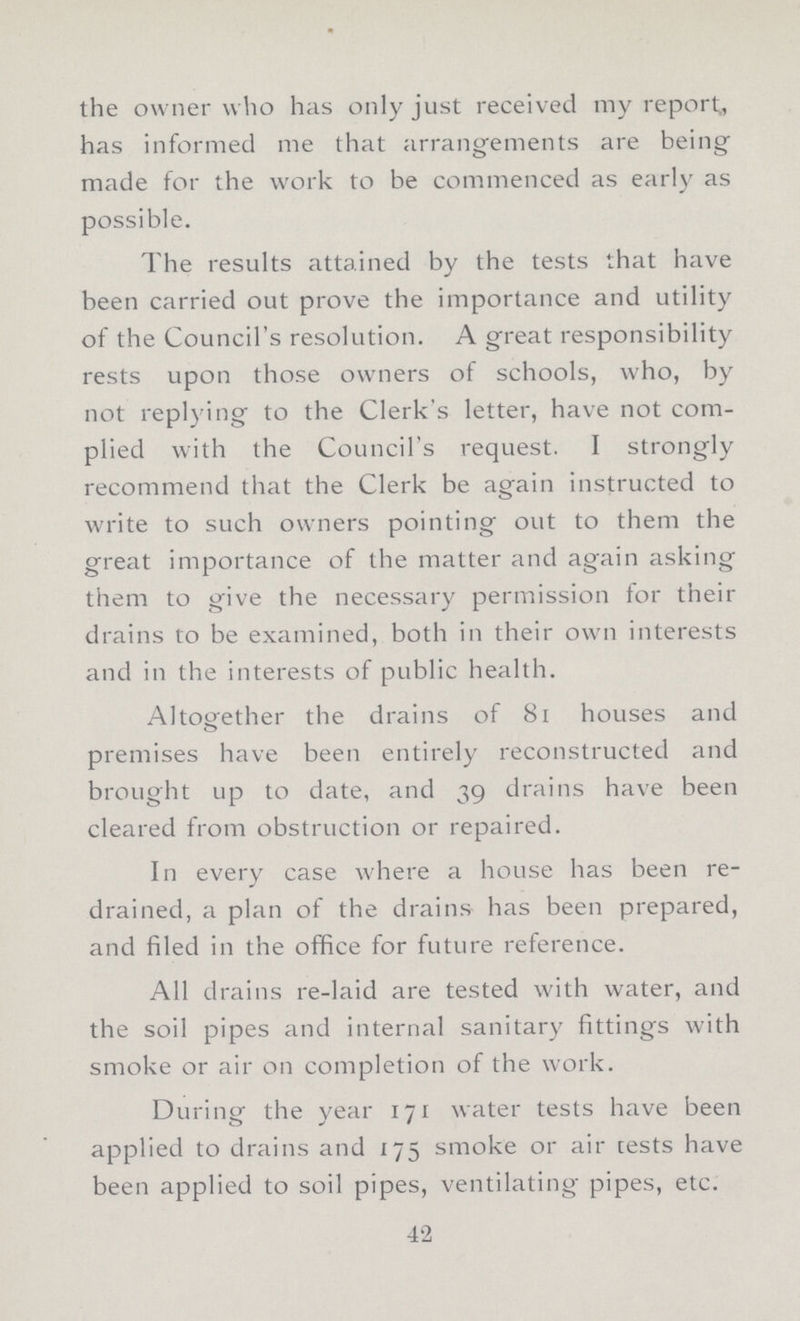 the owner who has only just received my report,
has informed me that arrangements are being
made for the work to be commenced as early as
possible.
The results attained by the tests that have
been carried out prove the importance and utility
of the Council's resolution. A great responsibility
rests upon those owners of schools, who, by
not replying to the Clerk's letter, have not com-
plied with the Council's request. I strongly
recommend that the Clerk be again instructed to
write to such owners pointing out to them the
great importance of the matter and again asking
them to give the necessary permission for their
drains to be examined, both in their own interests
and in the interests of public health.
Altogether the drains of 81 houses and
premises have been entirely reconstructed and
brought up to date, and 39 drains have been
cleared from obstruction or repaired.
In every case where a house has been re-
drained, a plan of the drains has been prepared,
and filed in the office for future reference.
All drains re-laid are tested with water, and
the soil pipes and internal sanitary fittings with
smoke or air on completion of the work.
During the year 171 water tests have been
applied to drains and 175 smoke or air tests have
been applied to soil pipes, ventilating pipes, etc.
42